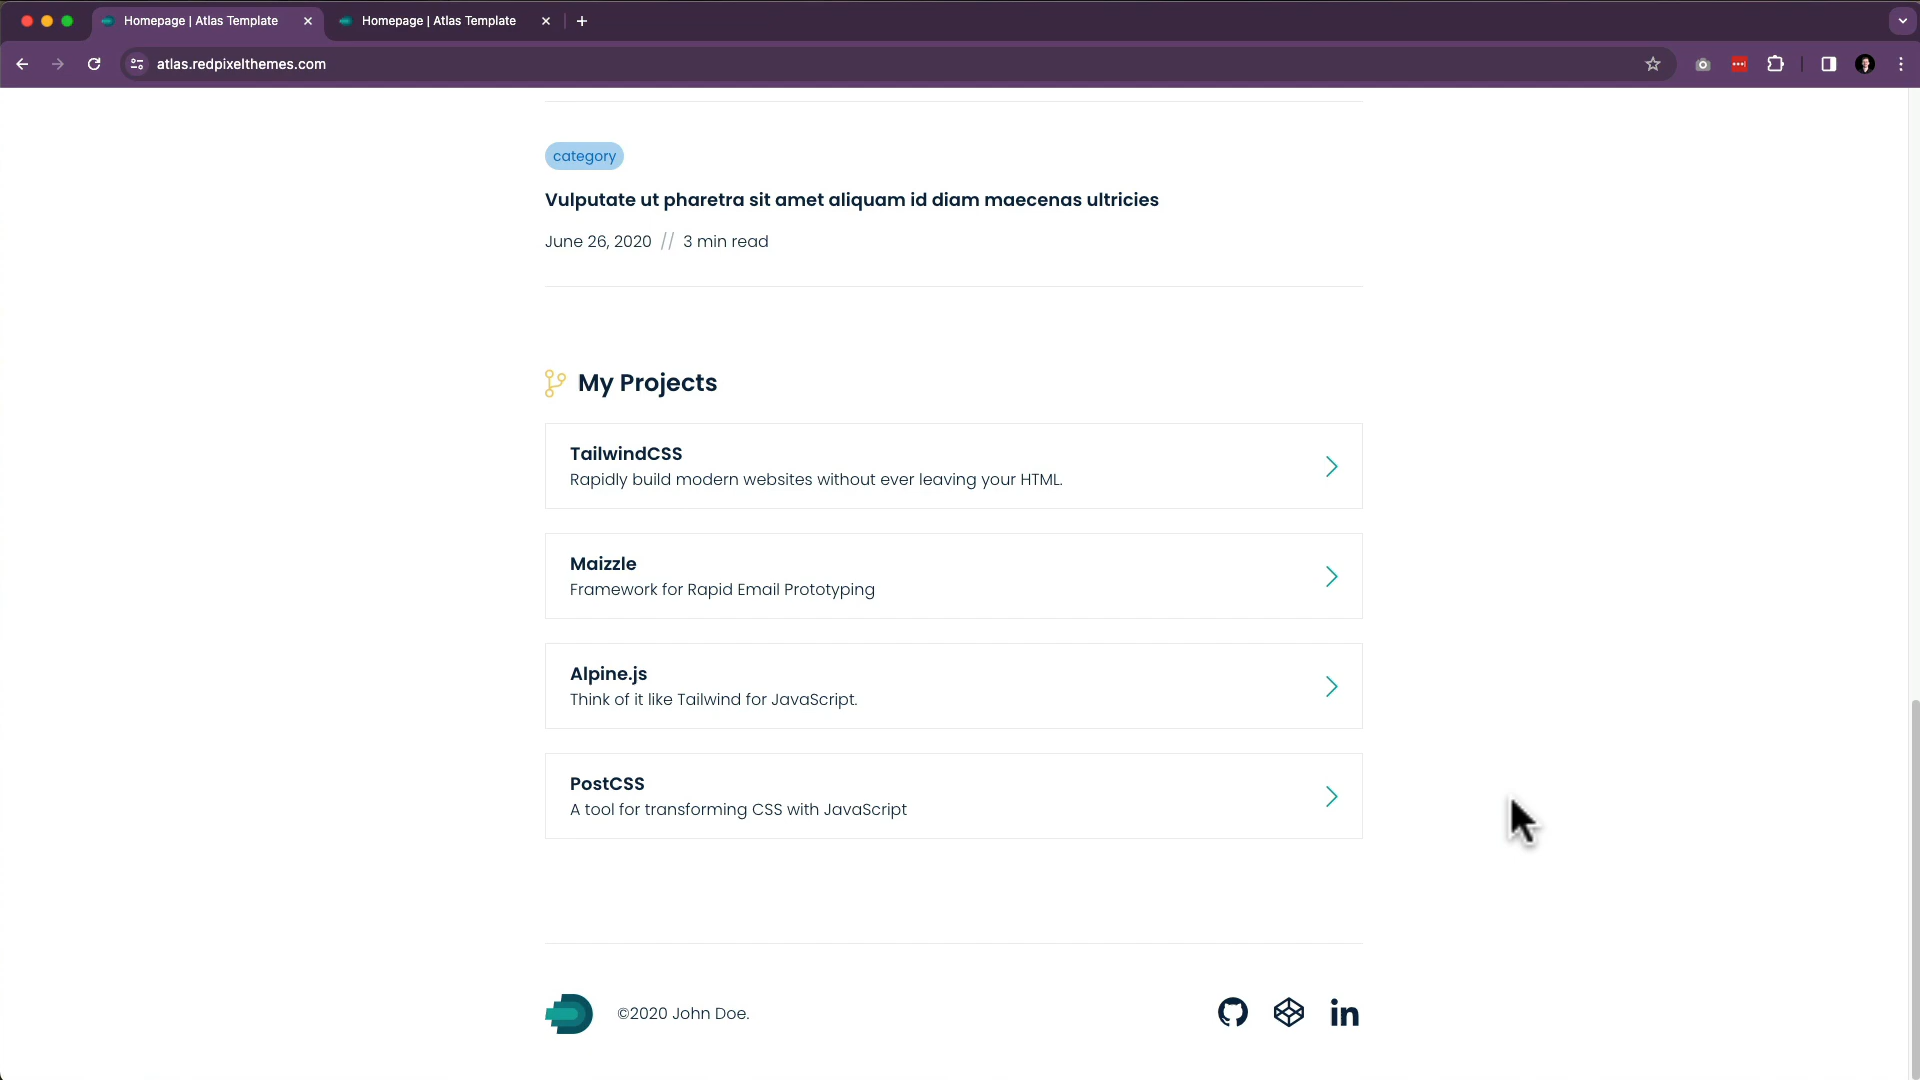 Homepage | Atlas Template
Homepage | Atlas Template
atlas.redpixelthemes.com
category
Vulputate ut pharetra sit amet aliquam id diam maecenas ultricies
June 26, 2020 // 3 min read
My Projects
TailwindCSS
Rapidly build modern websites without ever leaving your HTML.
Maizzle
Framework for Rapid Email Prototyping
Alpine.js
Think of it like Tailwind for JavaScript.
PostCSS
A tool for transforming CSS with JavaScript
©2020 John Doe.
in